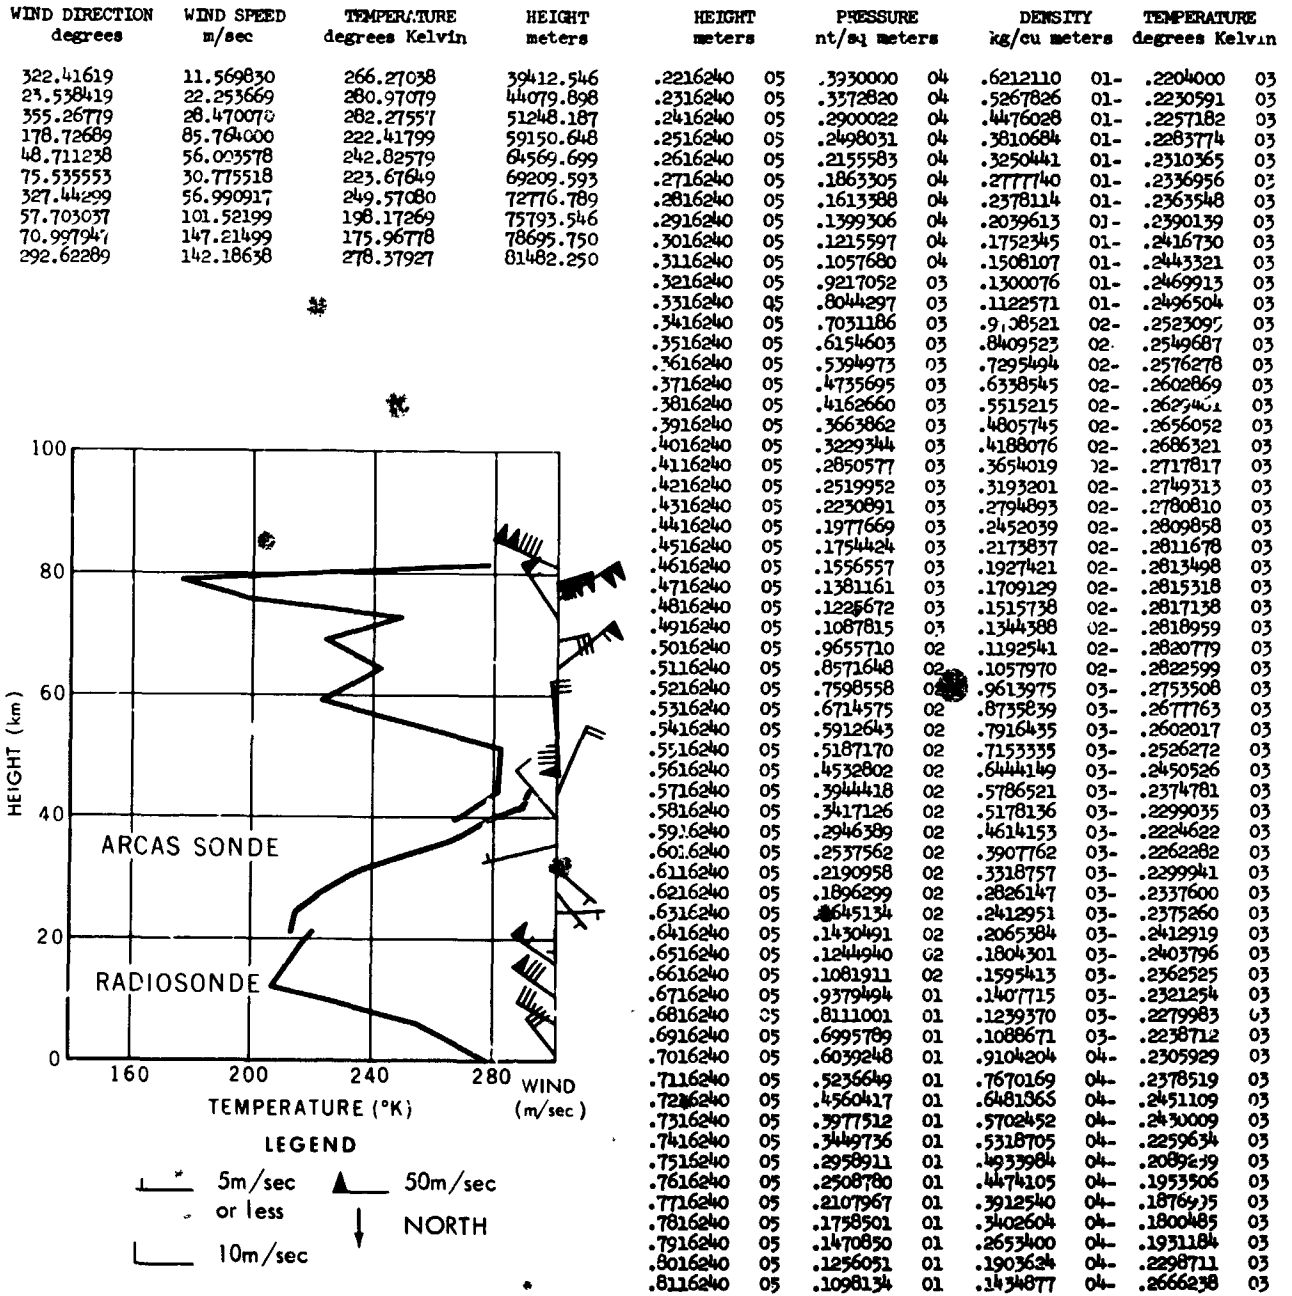 WIND DIRECTION WIND SPEED TEMPERATURE HEIGHT
degrees m/sec degrees Kelvin meters
322.41619 11.569830 266.27038 39412.546
23.538419 22.253669 280.97079 44079.898
355.26779 28.470070 282.27557 51248.187
178.72689 85.764000 222.41799 59150.648
48.711238 56.003578 242.82579 64569.699
75.535553 30.775518 223.67649 69209.593
327.44299 56.990917 249.57080 72776.789
57.703037 101.52199 198.17269 75793.546
70.997947 147.21499 175.96778 78695.750
292.62289 142.18638 278.37927 81482.250
HEIGHT PRESSURE DENSITY TEMPERATURE
meters nt/sq meters kg/cu meters degrees Kelvin
.2216240 05 .3930000 04 .6212110 01- .2204000 03
.2316240 05 .3372820 04 .5267826 01- .2230591 03
.2416240 05 .2900022 04 .4476028 01- .2257182 03
.2516240 05 .2498031 04 .3810684 01- .2283774 03
.2616240 05 .2155583 04 .3250441 01- .2310365 03
.2716240 05 .1863305 04 .2777740 01- .2336956 03
.2816240 05 .1613388 04 .2378114 01- .2363548 03
.2916240 05 .1399306 04 .2039613 01- .2390139 03
.3016240 05 .1215597 04 .1752345 01- .2416730 03
.3116240 05 .1057680 04 .1508107 01- .2443321 03
.3216240 05 .9217052 03 .1300076 01- .2469913 03
.3316240 05 .8044297 03 .1122571 01- .2496504 03
.3416240 05 .7031186 03 02- .2523095 03
.3516240 05 .6154603 03 .8409523 02- .2549687 03
.3616240 05 .5394973 03 .7295494 02- .2576278 03
.3716240 05 .4735695 03 .6338545 02- .2602869 03
.3816240 05 .4162660 03 .5515215 02- 03
.3916240 05 .3663862 03 .4805745 02- .2656052 03
.4016240 05 .3229344 03 .4188076 02- .2686321 03
.4116240 05 .2850577 03 .3654019 02- .2717817 03
.4216240 05 .2519952 03 .3193201 02- .2749313 03
.4316240 05 .2230891 03 .2794893 02- .2780810 03
.4416240 05 .1977669 03 .2452039 02- .2809858 03
.4516240 05 .1754424 03 .2173837 02- .2811678 03
.4616240 05 .1556557 03 .1927421 02- .2813498 03
.4716240 05 .1381161 03 .1709129 02- .2815318 03
.4816240 05 .1225672 03 .1515738 02- .2817138 03
.4916240 05 .1087815 03 .1344388 02- .2818959 03
.5016240 05 .9655710 02 .1192541 02- .2820779 03
.5116240 05 .8571648 02 .1057970 02- .2822599 03
.5216240 05 .7598558 02 .9613975 03- .2753508 03
.5316240 05 .6714575 02 .8735839 03- .2677763 03
.5416240 05 .5912643 02 .7916435 03- .2602017 03
.5516240 05 .5187170 02 .7153335 03- .2526272 03
.5616240 05 .4532802 02 .6444149 03- .2450526 03
.5716240 05 .3944418 02 .5786521 03- .2374781 03
.5816240 05 .3417126 02 .5178136 03- .2299035 03
.5916240 05 .2946389 02 .4614153 03- .2224622 03
.6016240 05 .2537562 02 .3907762 03- .2262282 03
.6116240 05 .2190958 02 .3318757 03- .2299941 03
.6216240 05 .1896299 02 .2826147 03- .2337600 03
.6316240 05 .1645134 02 .2412951 03- .2375260 03
.6416240 05 .1430491 02 .2065384 03- .2412919 03
.6516240 05 .1244940 02 .1804301 03- .2403796 03
.6616240 05 .1081911 02 .1595413 03- .2362525 03
.6716240 05 .9379494 01 .1407715 03- .2321254 03
.6816240 05 .8111001 01 .1239370 03- .2279983 03
.6916240 05 .6995789 01 .1088671 03- .2238712 03
.7016240 05 .6039248 01 .9104204 04- .2305929 03
.7116240 05 .5236649 01 .7670169 04- .2378519 03
.7216240 05 .4560417 01 .6481366 04- .2451109 03
.7316240 05 .3977512 01 .5702452 04- .2430009 03
.7416240 05 .3449736 01 .5318705 04- .2259634 03
.7516240 05 .2958911 01 .4933984 04- .2089259 03
.7616240 05 .2508780 01 .4474105 04- .1953506 03
.7716240 05 .2107967 01 .3912540 04- 03
.7816240 05 .1758501 01 .3402604 04- .1800485 03
.7916240 05 .1470850 01 .2653400 04- .1931184 03
.8016240 05 .1256051 01 .1903624 04- .2298711 03
.8116240 05 .1098134 01 .1434877 04- .2666238 03
100
80
60
40
20
0
HEIGHT (km)
ARCAS SONDE
RADIOSONDE
160 200 240 280 WIND
TEMPERATURE (°K) (m/sec)
LEGEND
5m/sec 50m/sec
or less NORTH
10m/sec